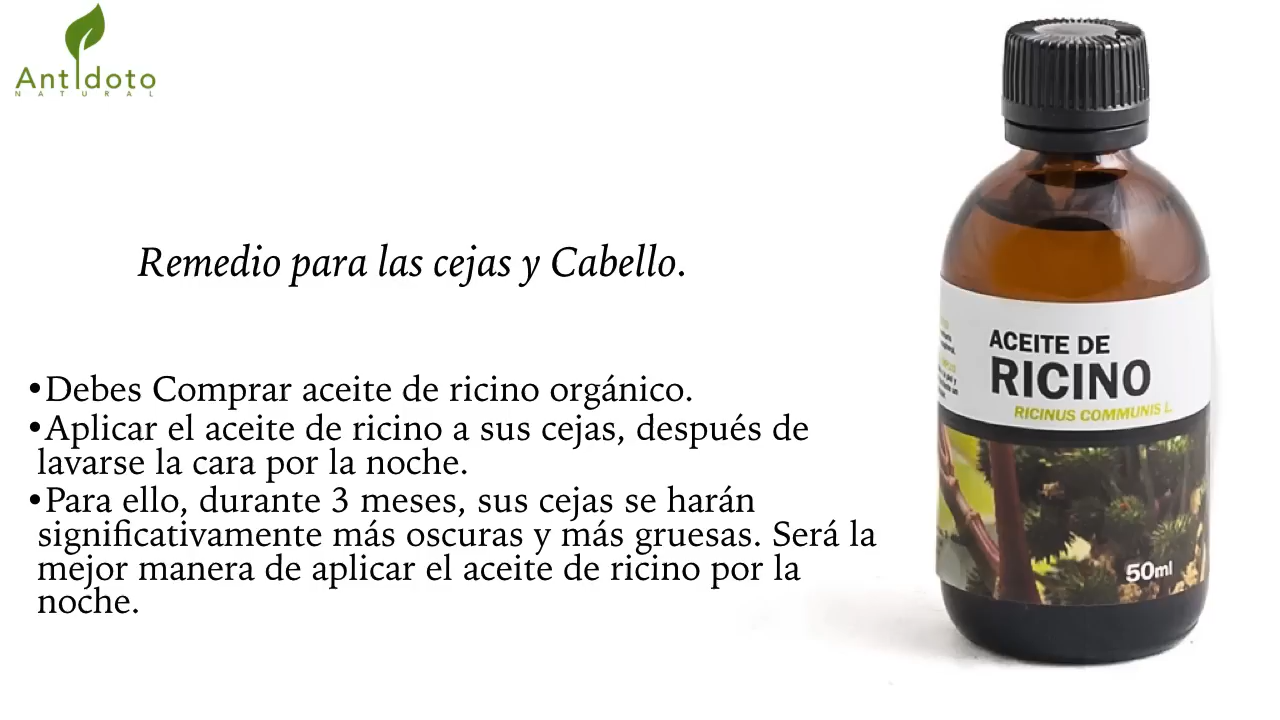 Antidoto
NATURAL
Remedio para las cejas y Cabello.
•Debes Comprar aceite de ricino orgánico.
•Aplicar el aceite de ricino a sus cejas, después de
lavarse la cara por la noche.
•Para ello, durante 3 meses, sus cejas se harán
significativamente más oscuras y más gruesas. Será la
mejor manera de aplicar el aceite de ricino por la
noche.
ACEITE DE
RICINO
RICINUS COMMUNIS L.
50ml